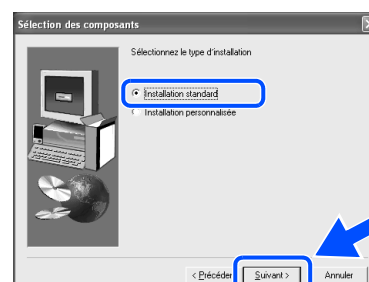 Sélection des composants
Sélectionnez le type d'installation
Installation standard
Installation personnalisée
< Précédent
Suivant >
Annuler